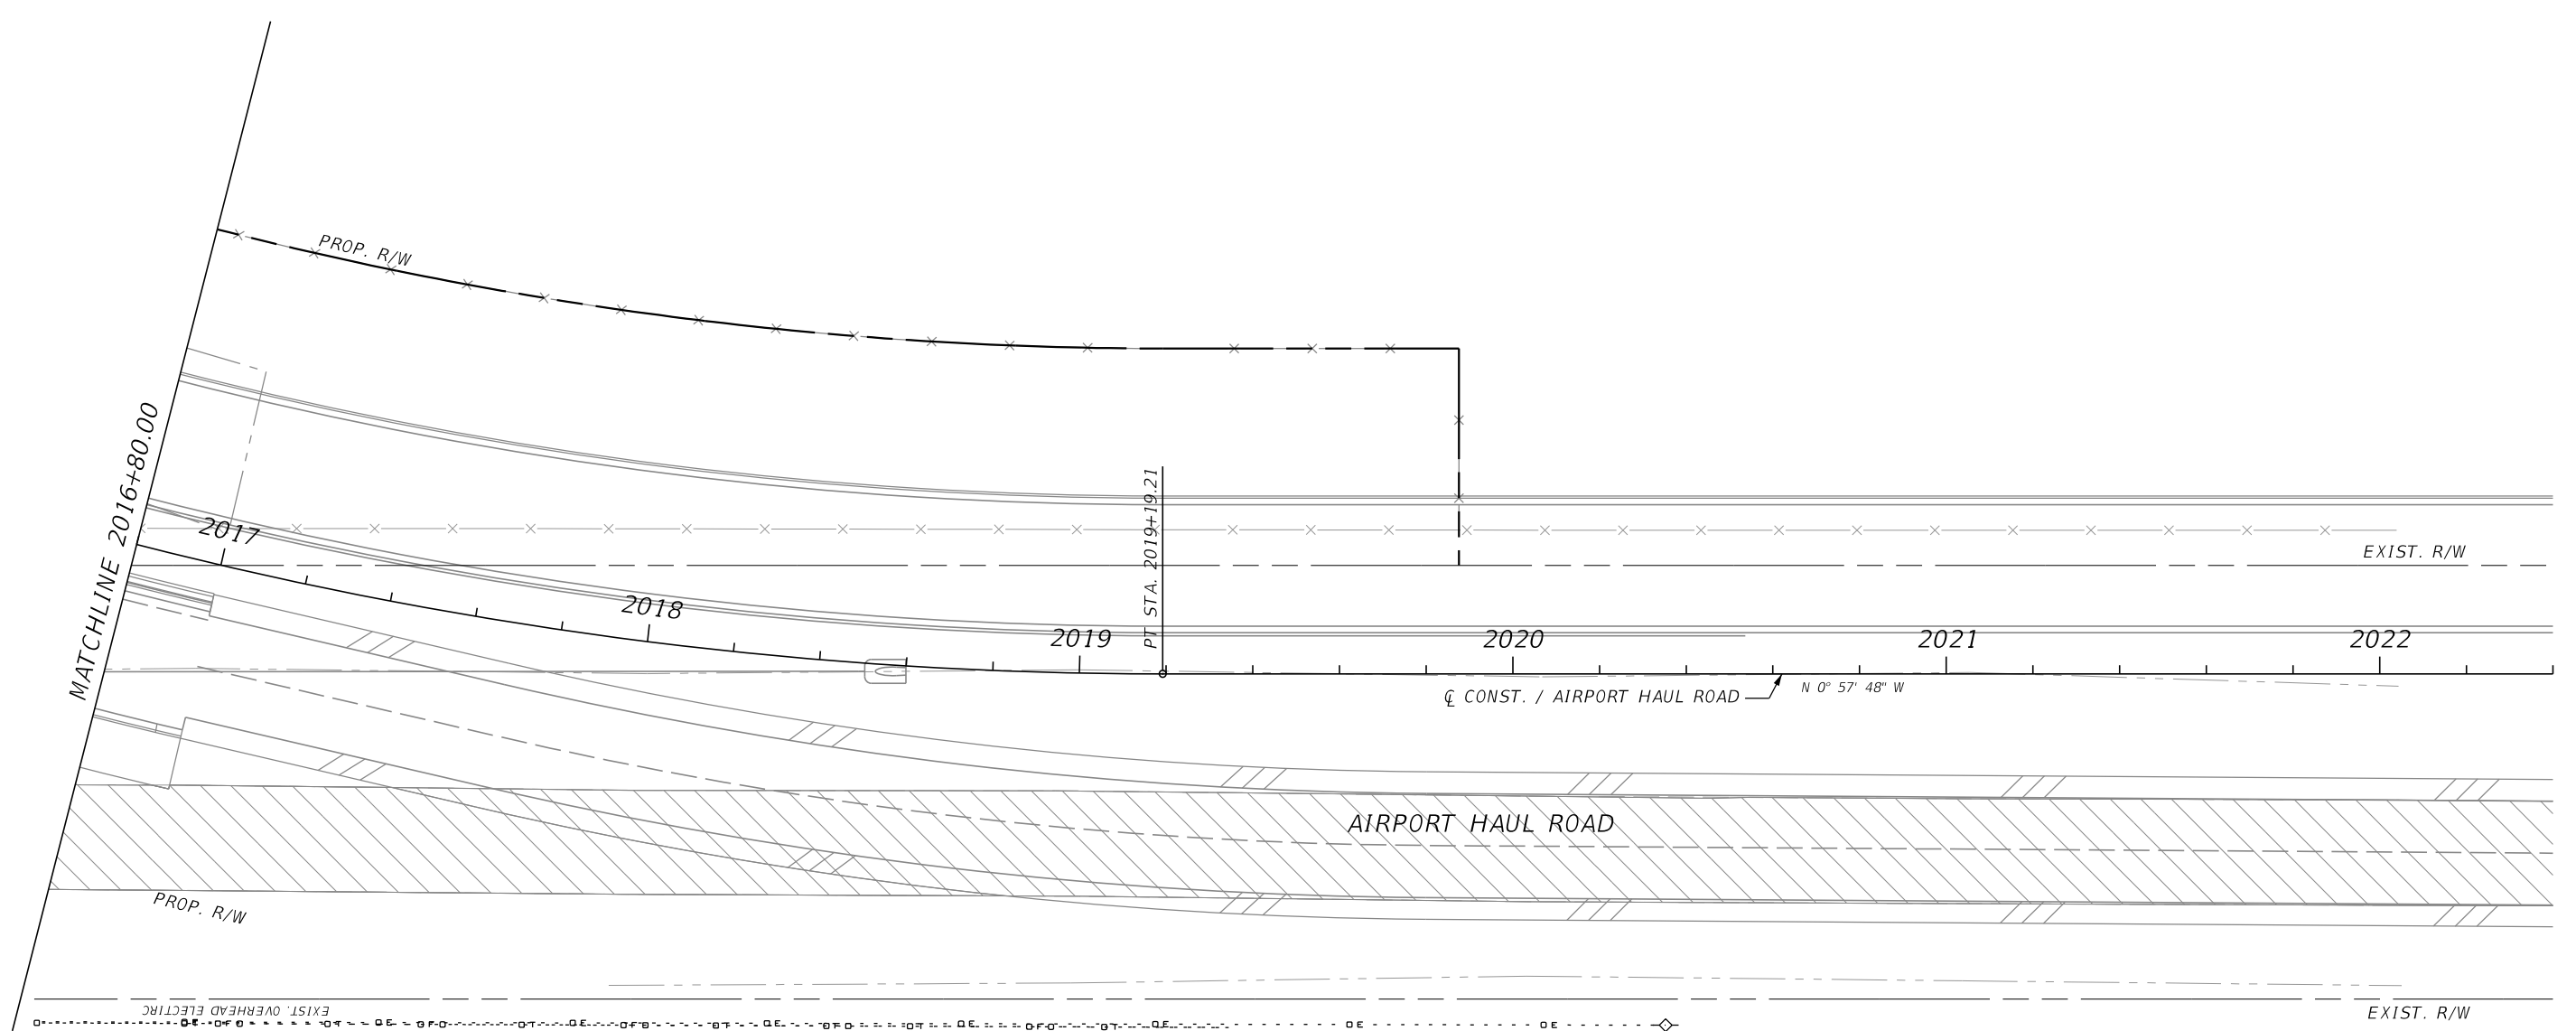 PROP. R/W
MATCHLINE 2016+80.00
PT STA. 2019+19.21
2017
EXIST. R/W
2018
2019
2020
2021
2022
℄ CONST. / AIRPORT HAUL ROAD
N 0° 57' 48" W
AIRPORT HAUL ROAD
PROP. R/W
EXIST. OVERHEAD ELECTIRC
EXIST. R/W